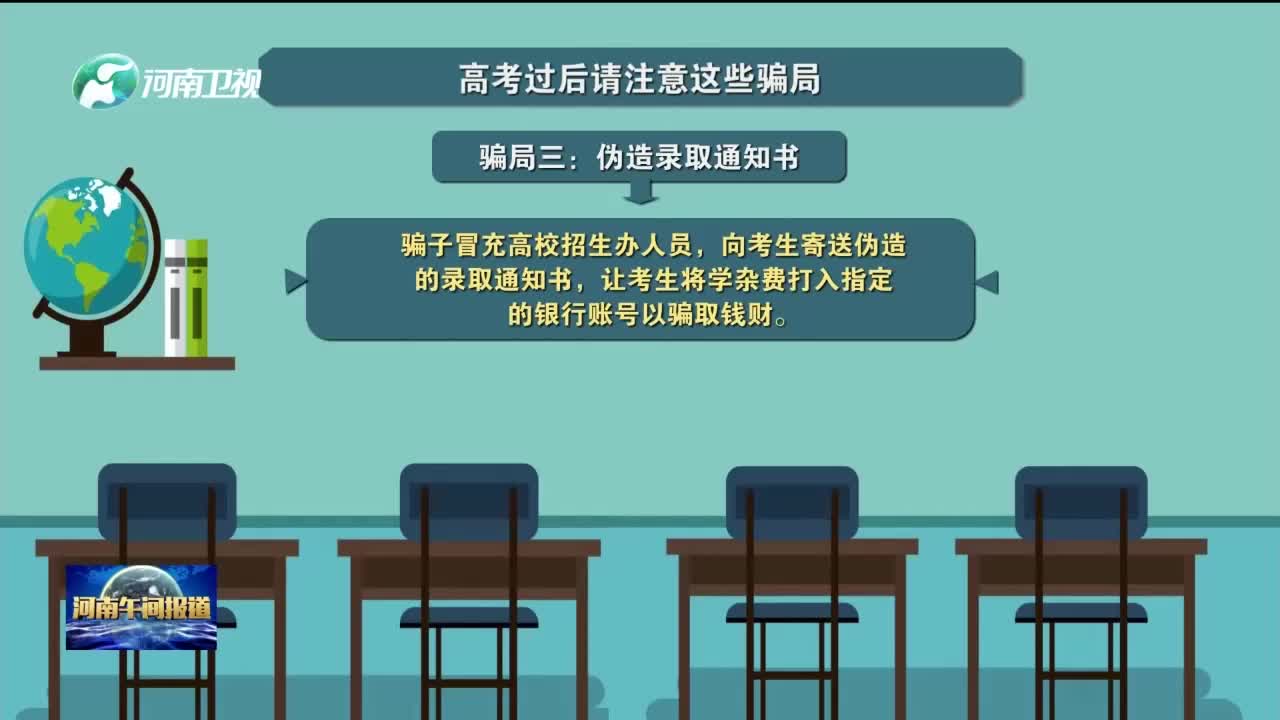 河南卫视
高考过后请注意这些骗局
骗局三：伪造录取通知书
骗子冒充高校招生办人员，向考生寄送伪造
的录取通知书，让考生将学杂费打入指定
的银行账号以骗取钱财。
河南午间报道